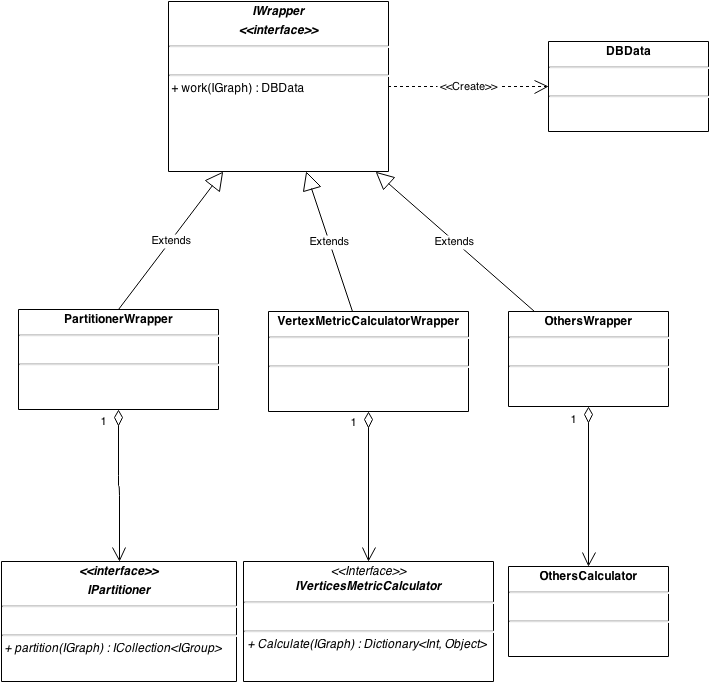 IWrapper
<<interface>>
+ work(IGraph) : DBData
<<Create>>
DBData
Extends
Extends
Extends
PartitionerWrapper
VertexMetricCalculatorWrapper
OthersWrapper
1
1
1
<<interface>>
IPartitioner
+ partition(IGraph) : ICollection<IGroup>
<<Interface>>
IVerticesMetricCalculator
+ Calculate(IGraph) : Dictionary<Int, Object>
OthersCalculator